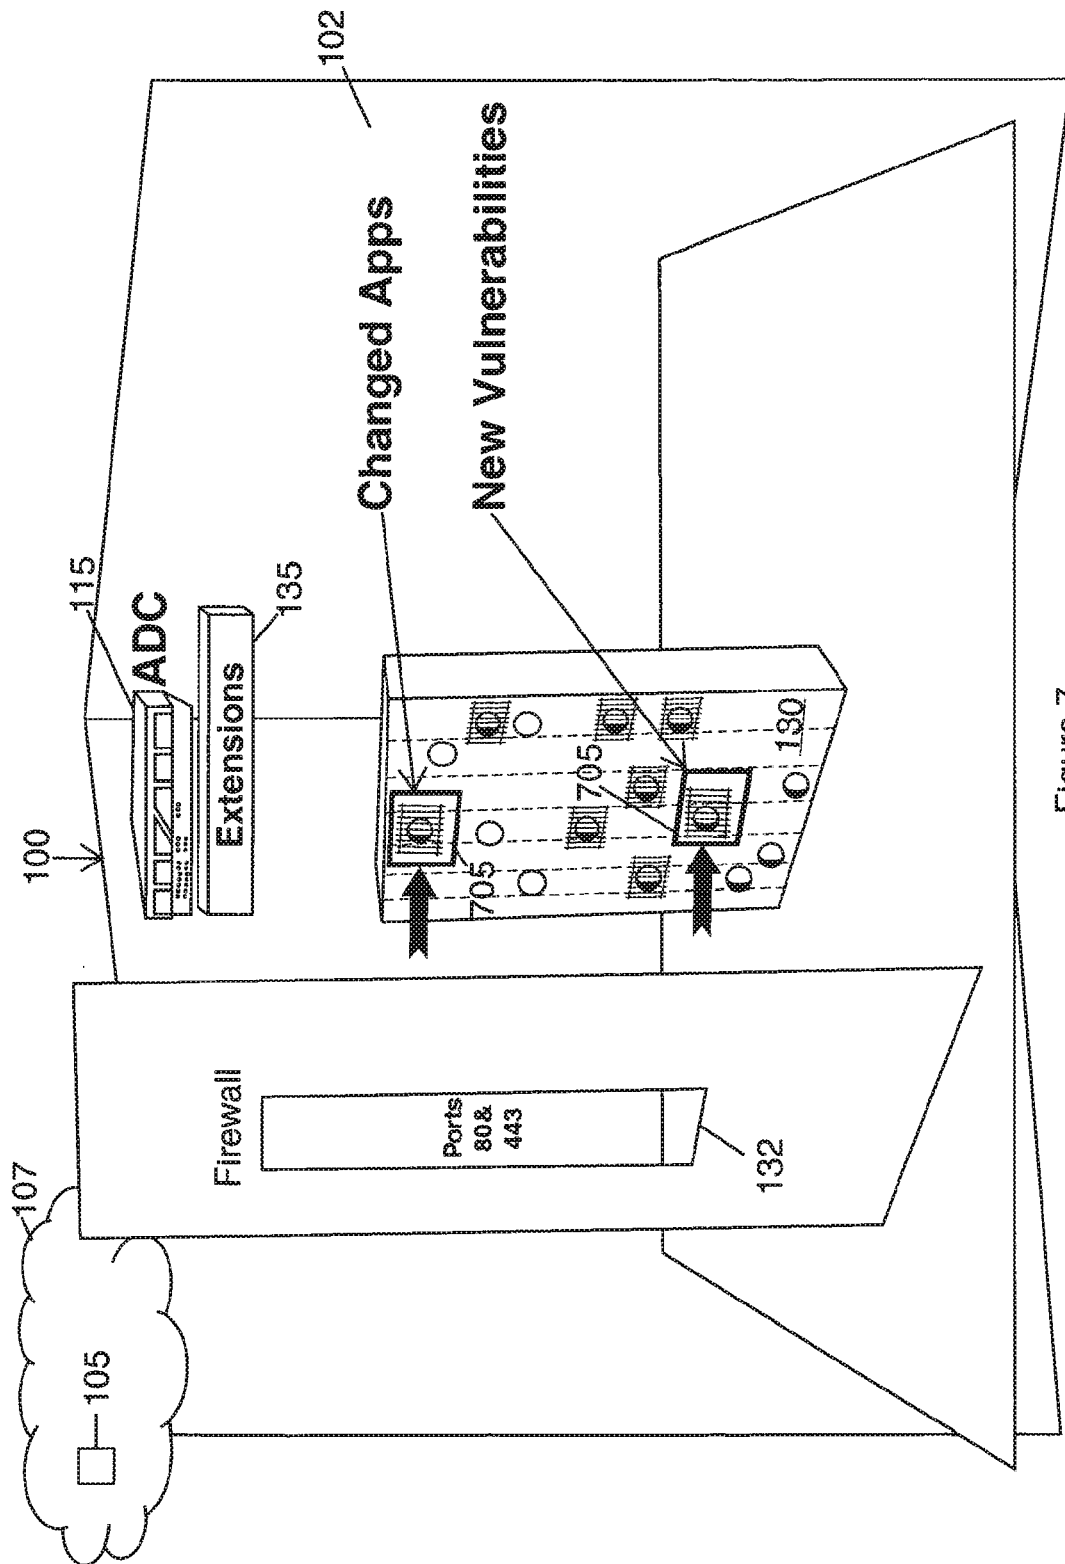 107
105
100
115
ADC
Extensions
135
102
Firewall
Ports
80&
443
132
Changed Apps
New Vulnerabilities
705
705
130
Figure 7